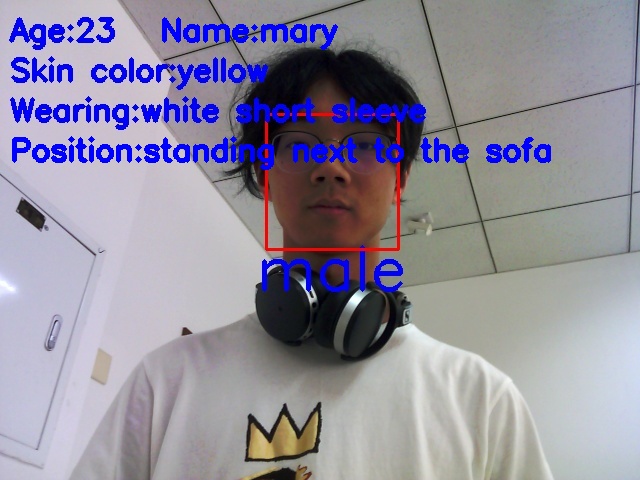 Age:23 Name:mary
Skin color:yellow
Wearing:white short sleeve
Position:standing next to the sofa
male